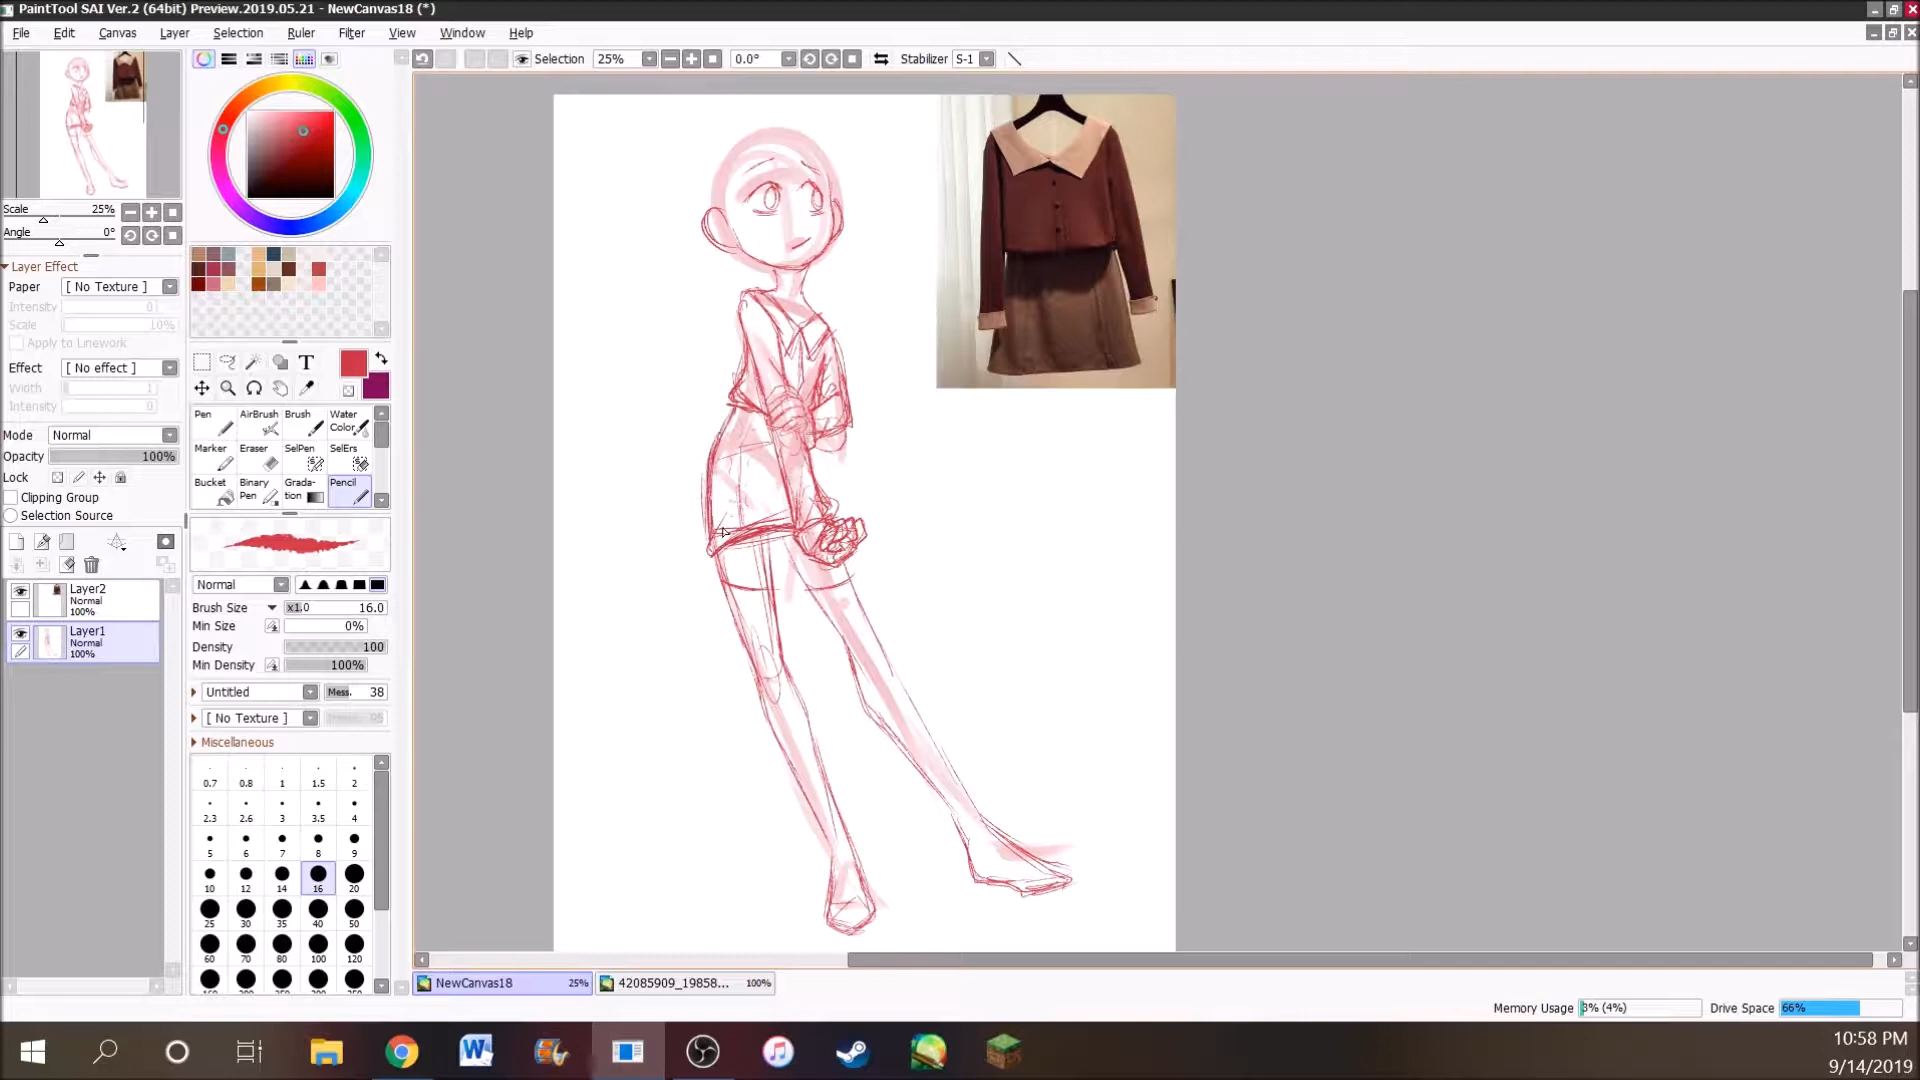 PaintTool SAI Ver.2 (64bit) Preview.2019.05.21 - NewCanvas18 (*)
File Edit Canvas Layer Selection Ruler Filter View Window Help
Selection 25% 0.0° Stabilizer S-1
Scale 25%
Angle 0°
Layer Effect
Paper [ No Texture ]
Intensity 0
Scale 10%
Apply to Linework
Effect [ No effect ]
Width 1
Intensity 0
Mode Normal
Opacity 100%
Lock
Clipping Group
Selection Source
Layer2
Normal
100%
Layer1
Normal
100%
T
Pen AirBrush Brush Water Color
Marker Eraser SelPen SelErs
Bucket Binary Pen Grada-tion Pencil
Normal
Brush Size x1.0 16.0
Min Size 0%
Density 100
Min Density 100%
Untitled Mess. 38
[ No Texture ]
Miscellaneous
0.7 0.8 1 1.5 2
2.3 2.6 3 3.5 4
5 6 7 8 9
10 12 14 16 20
25 30 35 40 50
60 70 80 100 120
NewCanvas18 25% 42085909_19858... 100%
Memory Usage 3% (4%) Drive Space 66%
10:58 PM
9/14/2019